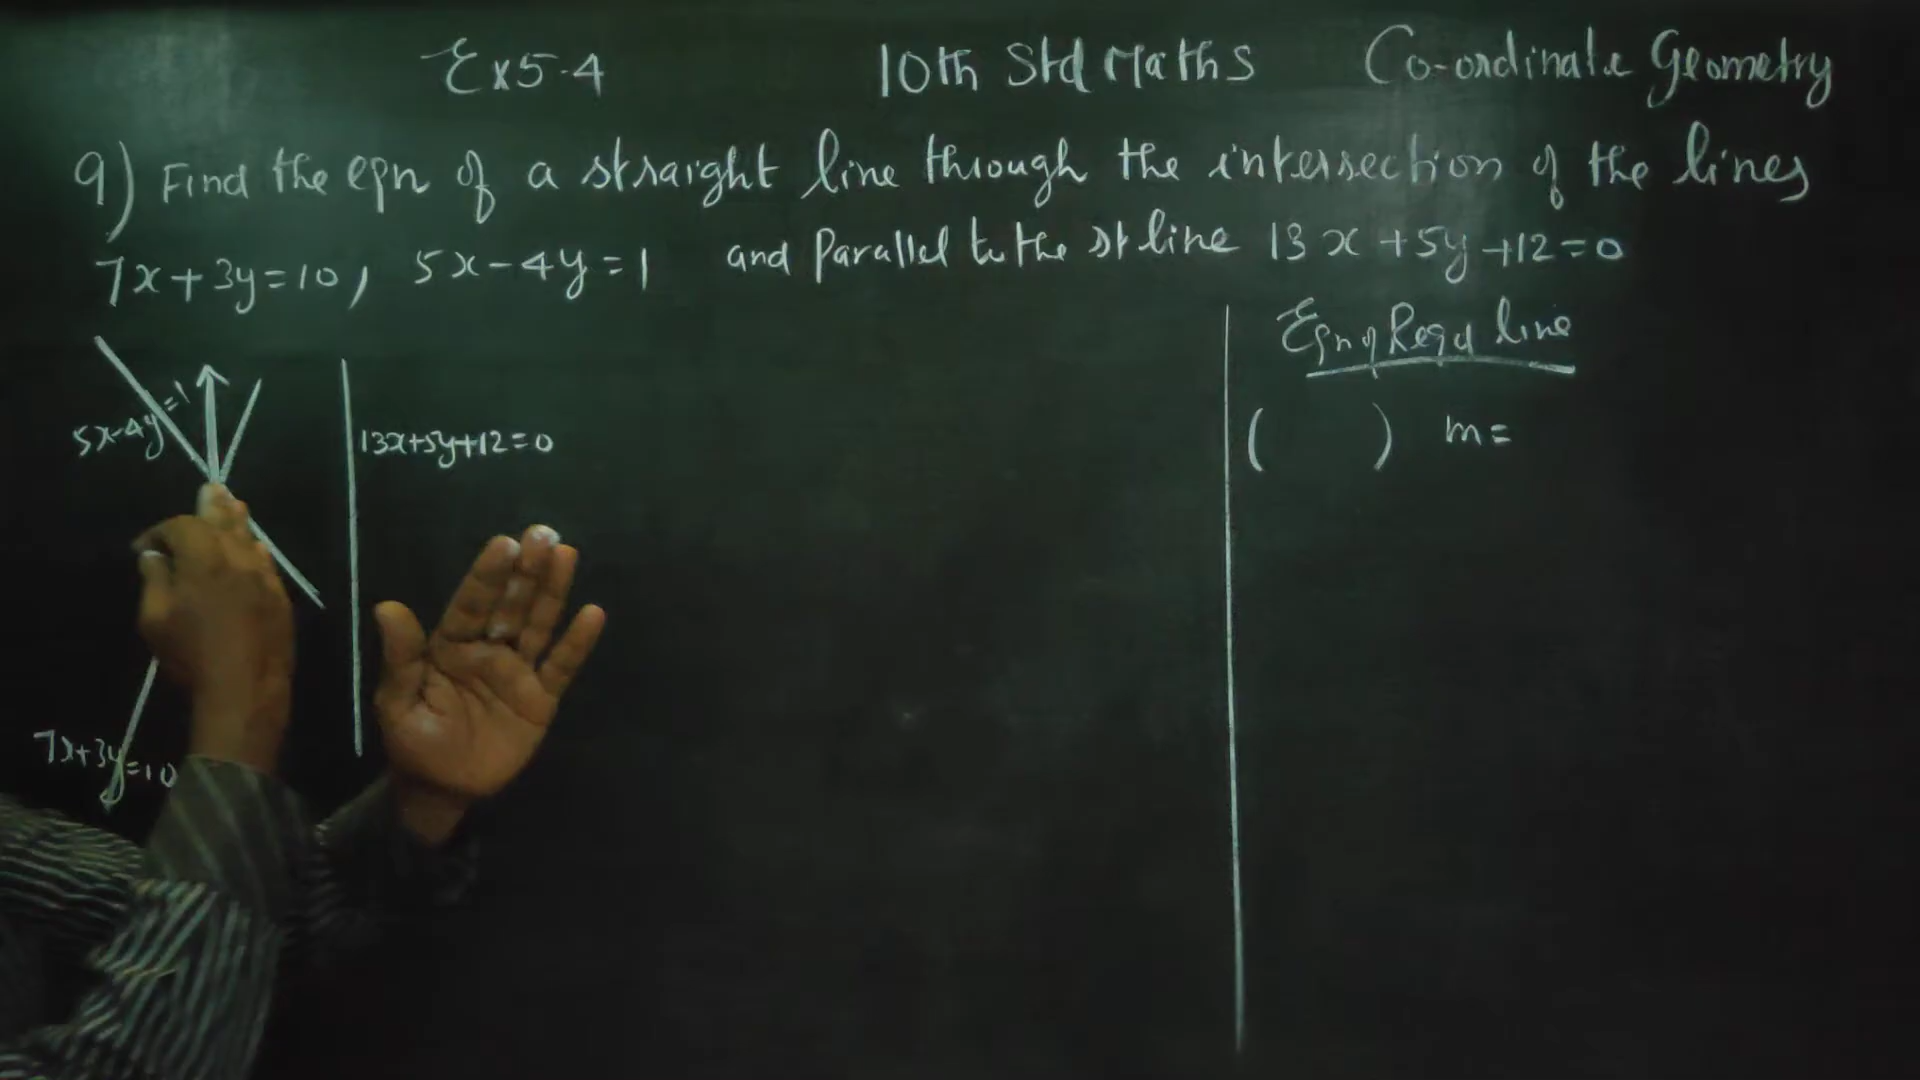 Ex5.4 10th Std Maths Co-ordinate Geometry
9) Find the eqn of a straight line through the intersection of the lines
7x+3y=10, 5x-4y=1 and parallel to the st line 13x+5y+12=0
Eqn of Reqd line
5x-4y=1
13x+5y+12=0
( ) m=
7x+3y=10